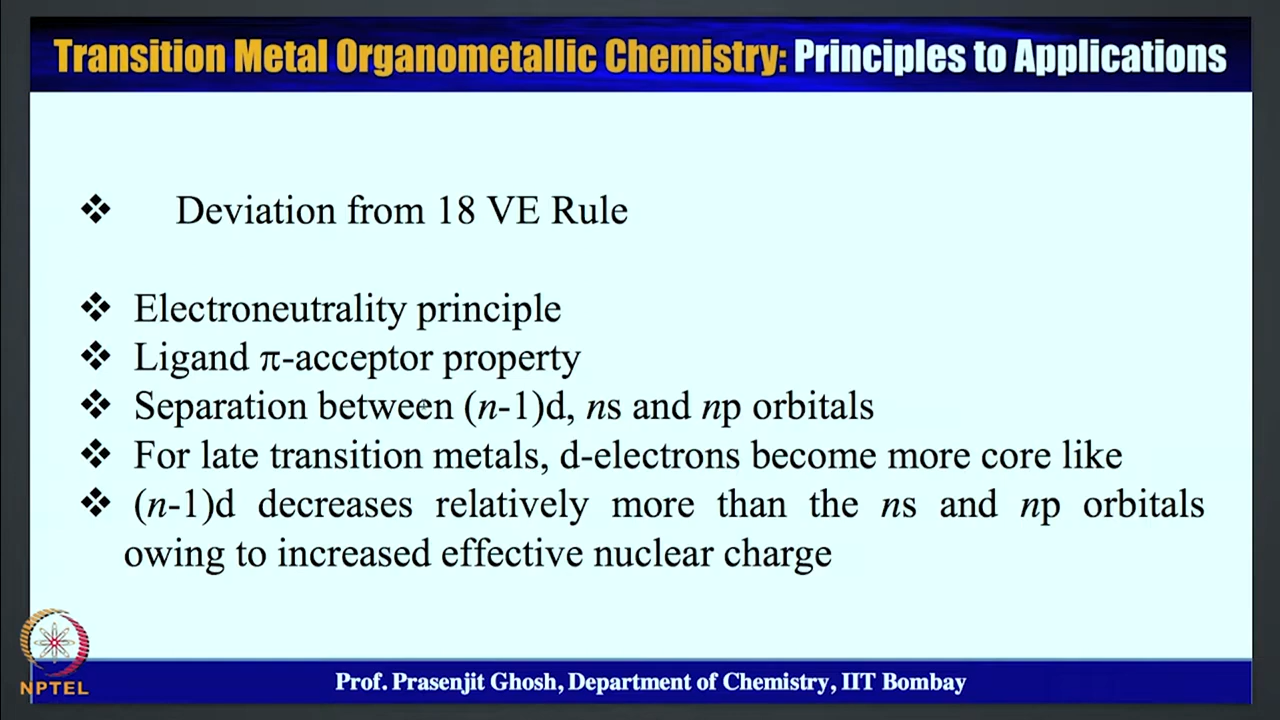 Transition Metal Organometallic Chemistry: Principles to Applications
❖ Deviation from 18 VE Rule
❖ Electroneutrality principle
❖ Ligand π-acceptor property
❖ Separation between (n-1)d, ns and np orbitals
❖ For late transition metals, d-electrons become more core like
❖ (n-1)d decreases relatively more than the ns and np orbitals
owing to increased effective nuclear charge
NPTEL
Prof. Prasenjit Ghosh, Department of Chemistry, IIT Bombay